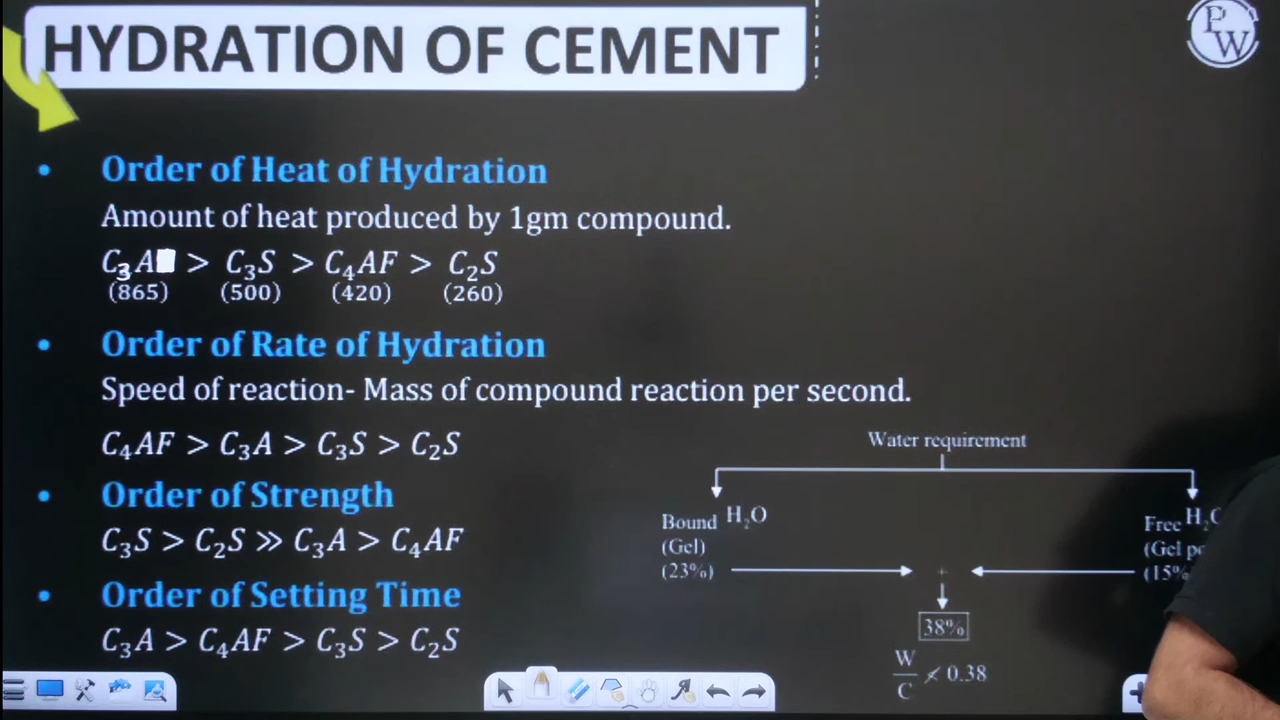 HYDRATION OF CEMENT
PW
• Order of Heat of Hydration
Amount of heat produced by 1gm compound.
C₃A > C₃S > C₄AF > C₂S
(865) (500) (420) (260)
• Order of Rate of Hydration
Speed of reaction- Mass of compound reaction per second.
C₄AF > C₃A > C₃S > C₂S
• Order of Strength
C₃S > C₂S ≫ C₃A > C₄AF
• Order of Setting Time
C₃A > C₄AF > C₃S > C₂S
Water requirement
Bound H₂O
(Gel)
(23%)
Free
(Gel
(15%
+
38%
W/C ≮ 0.38